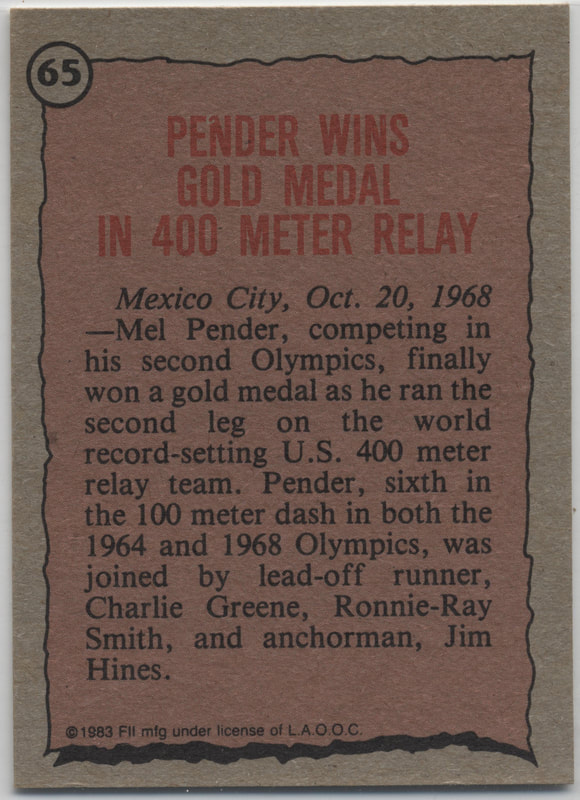 65
PENDER WINS
GOLD MEDAL
IN 400 METER RELAY
Mexico City, Oct. 20, 1968
—Mel Pender, competing in
his second Olympics, finally
won a gold medal as he ran the
second leg on the world
record-setting U.S. 400 meter
relay team. Pender, sixth in
the 100 meter dash in both the
1964 and 1968 Olympics, was
joined by lead-off runner,
Charlie Greene, Ronnie-Ray
Smith, and anchorman, Jim
Hines.
©1983 FII mfg under license of L.A.O.O.C.